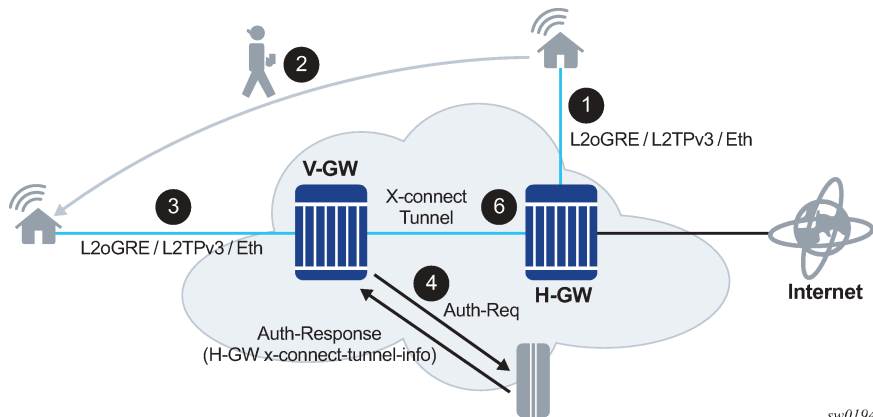 2
1
L2oGRE / L2TPv3 / Eth
V-GW
3
X-connect
Tunnel
6
L2oGRE / L2TPv3 / Eth
4
H-GW
Internet
Auth-Req
Auth-Response
(H-GW x-connect-tunnel-info)